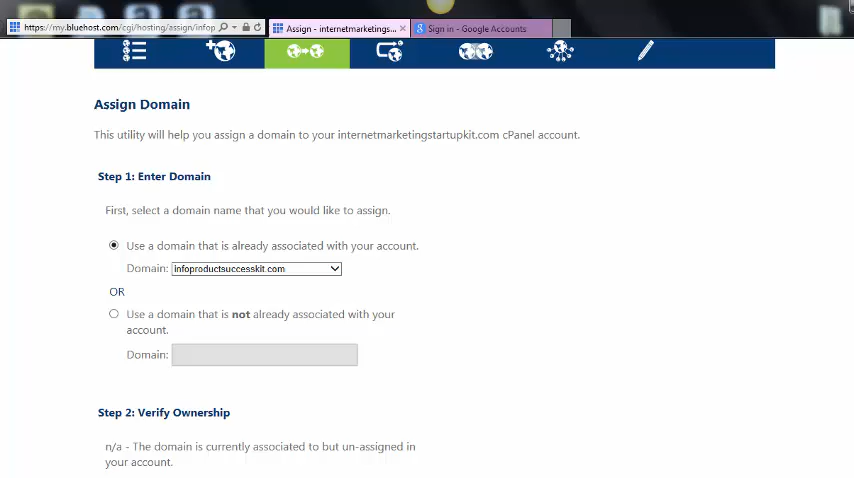 https://my.bluehost.com/cgi/hosting/assign/infop
Assign - internetmarketings...
Sign in - Google Accounts
Assign Domain
This utility will help you assign a domain to your internetmarketingstartupkit.com cPanel account.
Step 1: Enter Domain
First, select a domain name that you would like to assign.
Use a domain that is already associated with your account.
Domain: infoproductsuccesskit.com
OR
Use a domain that is not already associated with your
account.
Domain:
Step 2: Verify Ownership
n/a - The domain is currently associated to but un-assigned in
your account.